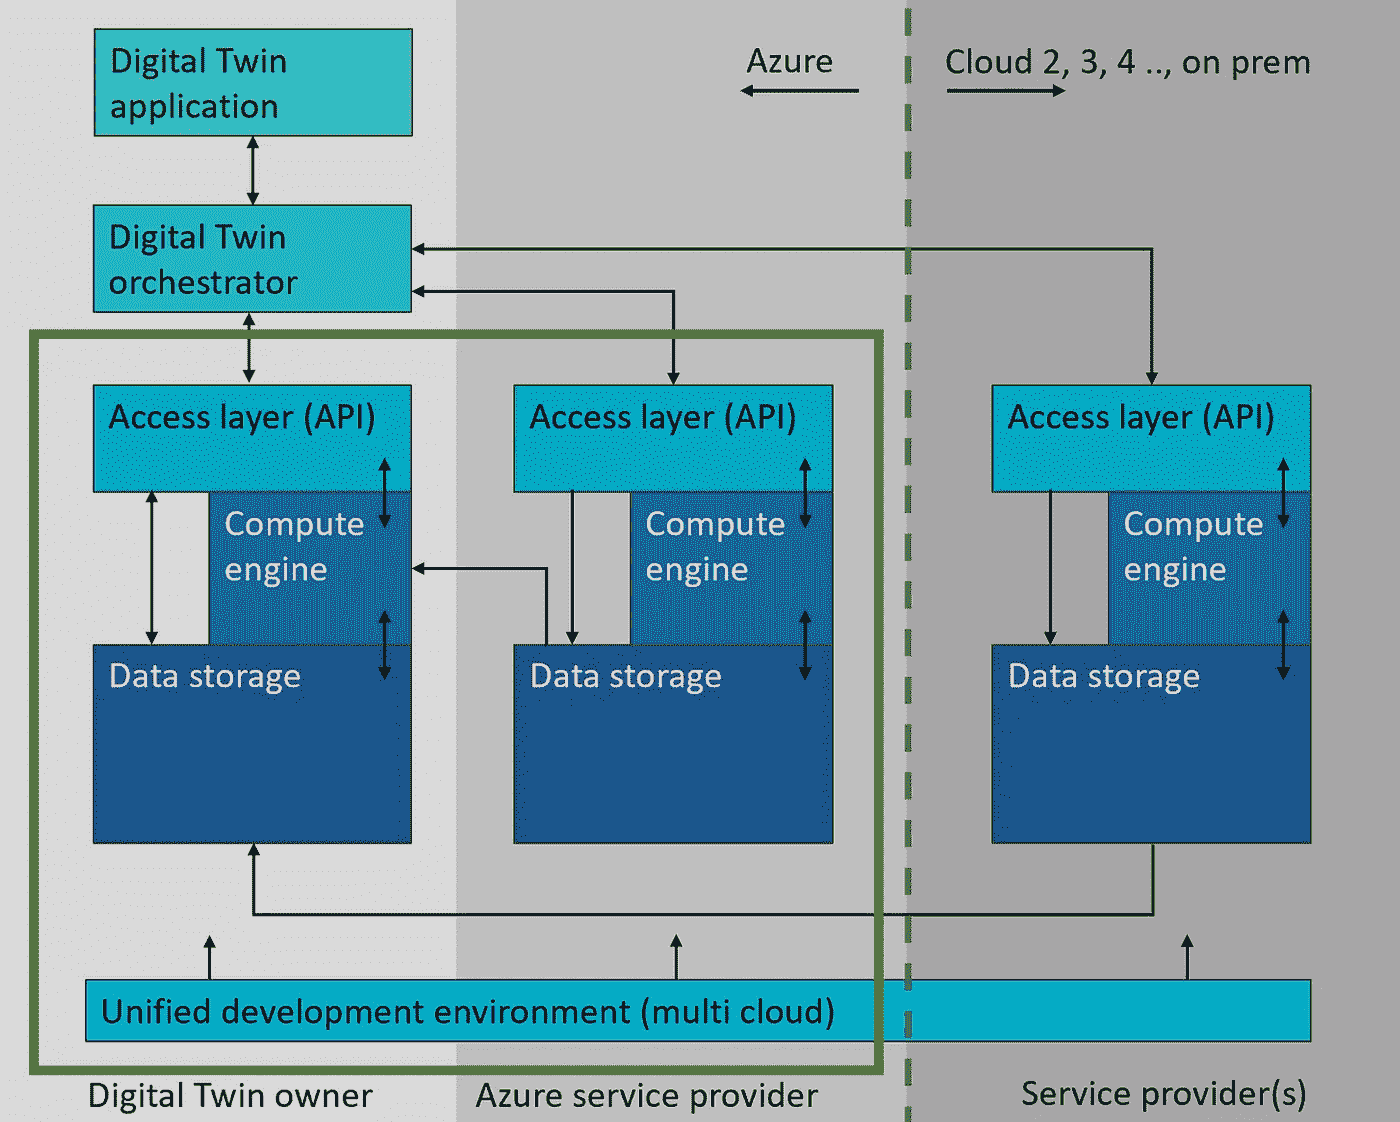 Digital Twin
application
Azure
Cloud 2, 3, 4 .., on prem
Digital Twin
orchestrator
Access layer (API)
Compute
engine
Data storage
Access layer (API)
Compute
engine
Data storage
Access layer (API)
Compute
engine
Data storage
Unified development environment (multi cloud)
Digital Twin owner
Azure service provider
Service provider(s)